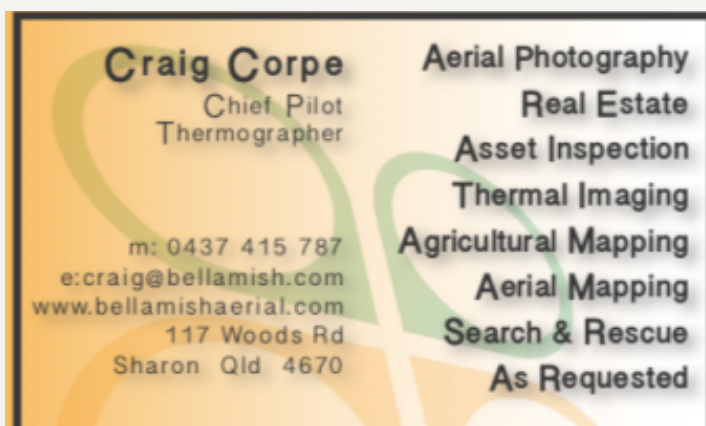 Craig Corpe
Chief Pilot
Thermographer
m: 0437 415 787
e:craig@bellamish.com
www.bellamishaerial.com
117 Woods Rd
Sharon Qld 4670
Aerial Photography
Real Estate
Asset Inspection
Thermal Imaging
Agricultural Mapping
Aerial Mapping
Search & Rescue
As Requested